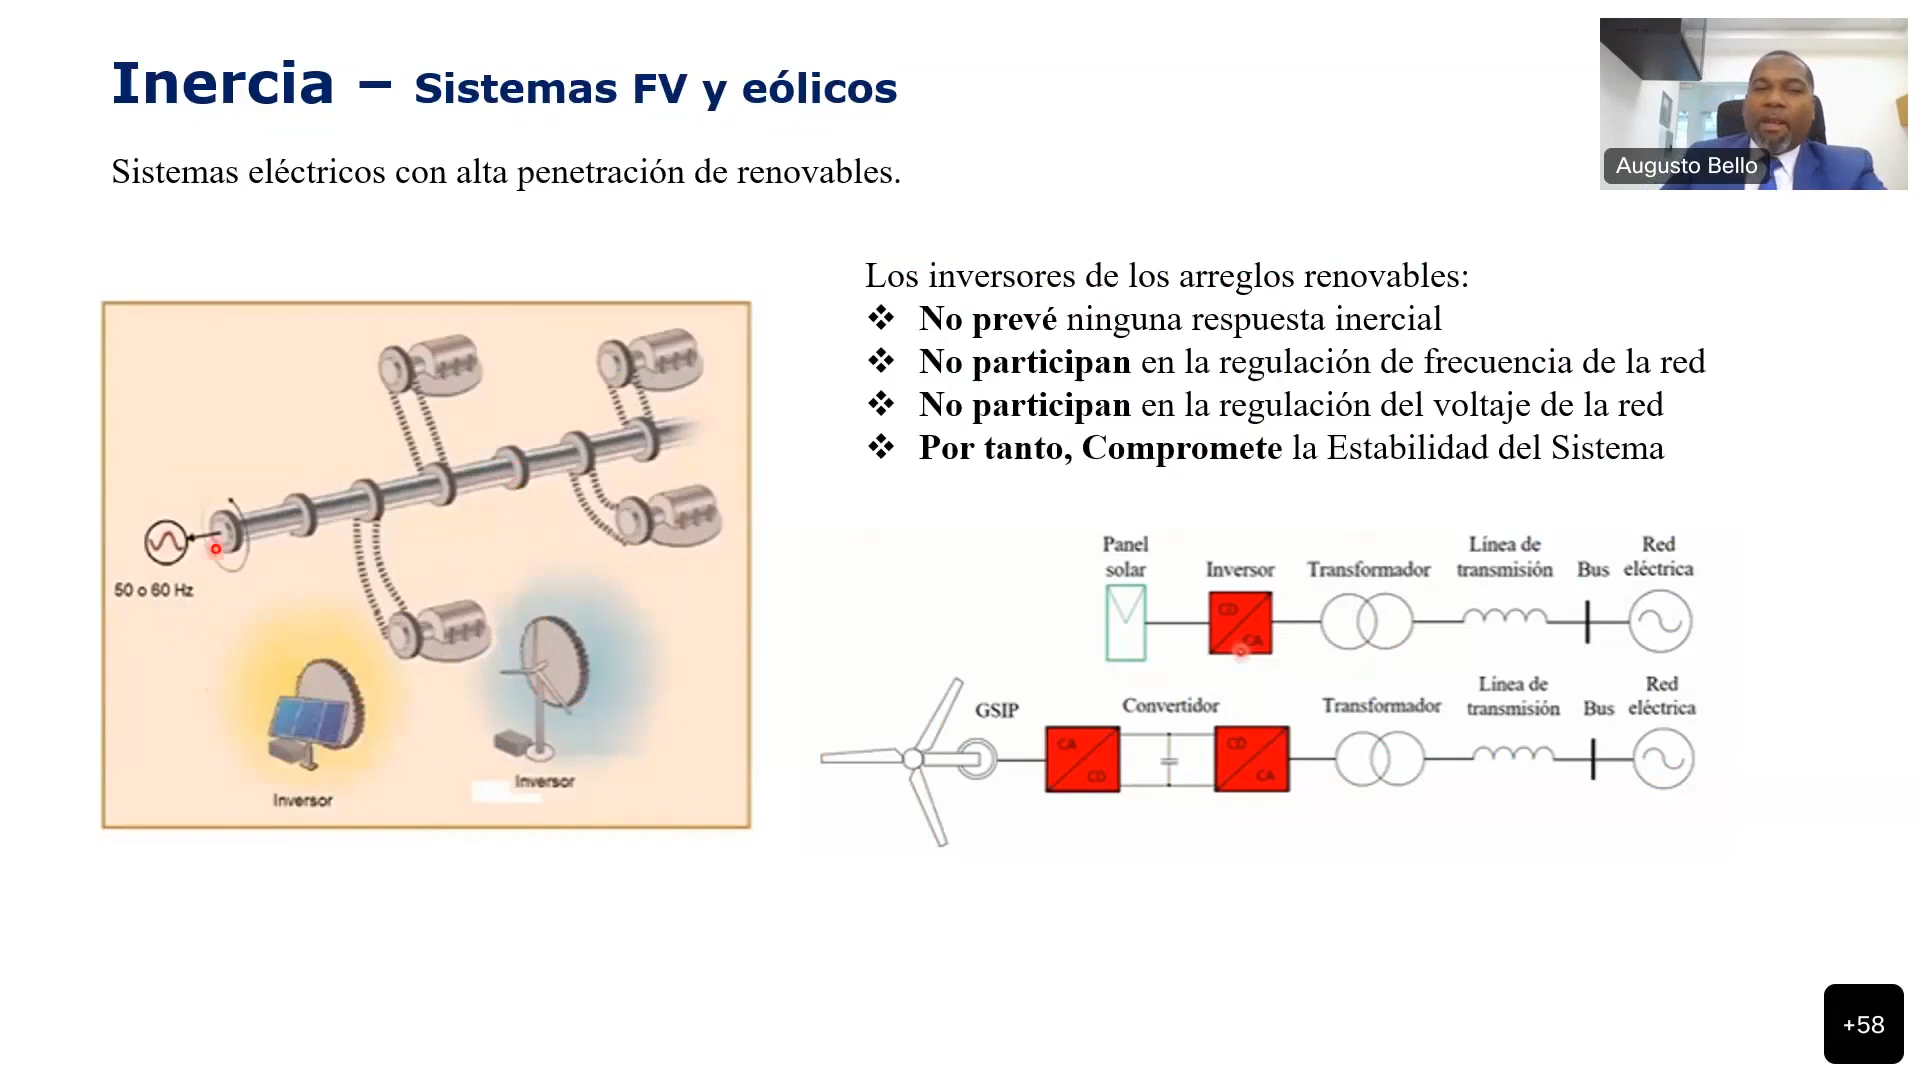 Inercia – Sistemas FV y eólicos
Sistemas eléctricos con alta penetración de renovables.
Augusto Bello
Los inversores de los arreglos renovables:
❖ No prevé ninguna respuesta inercial
❖ No participan en la regulación de frecuencia de la red
❖ No participan en la regulación del voltaje de la red
❖ Por tanto, Compromete la Estabilidad del Sistema
50 o 60 Hz
Inversor
Inversor
Panel solar
Inversor
Transformador
Línea de transmisión
Bus
Red eléctrica
CD
CA
GSIP
Convertidor
Transformador
Línea de transmisión
Bus
Red eléctrica
CA
CD
CD
CA
+58